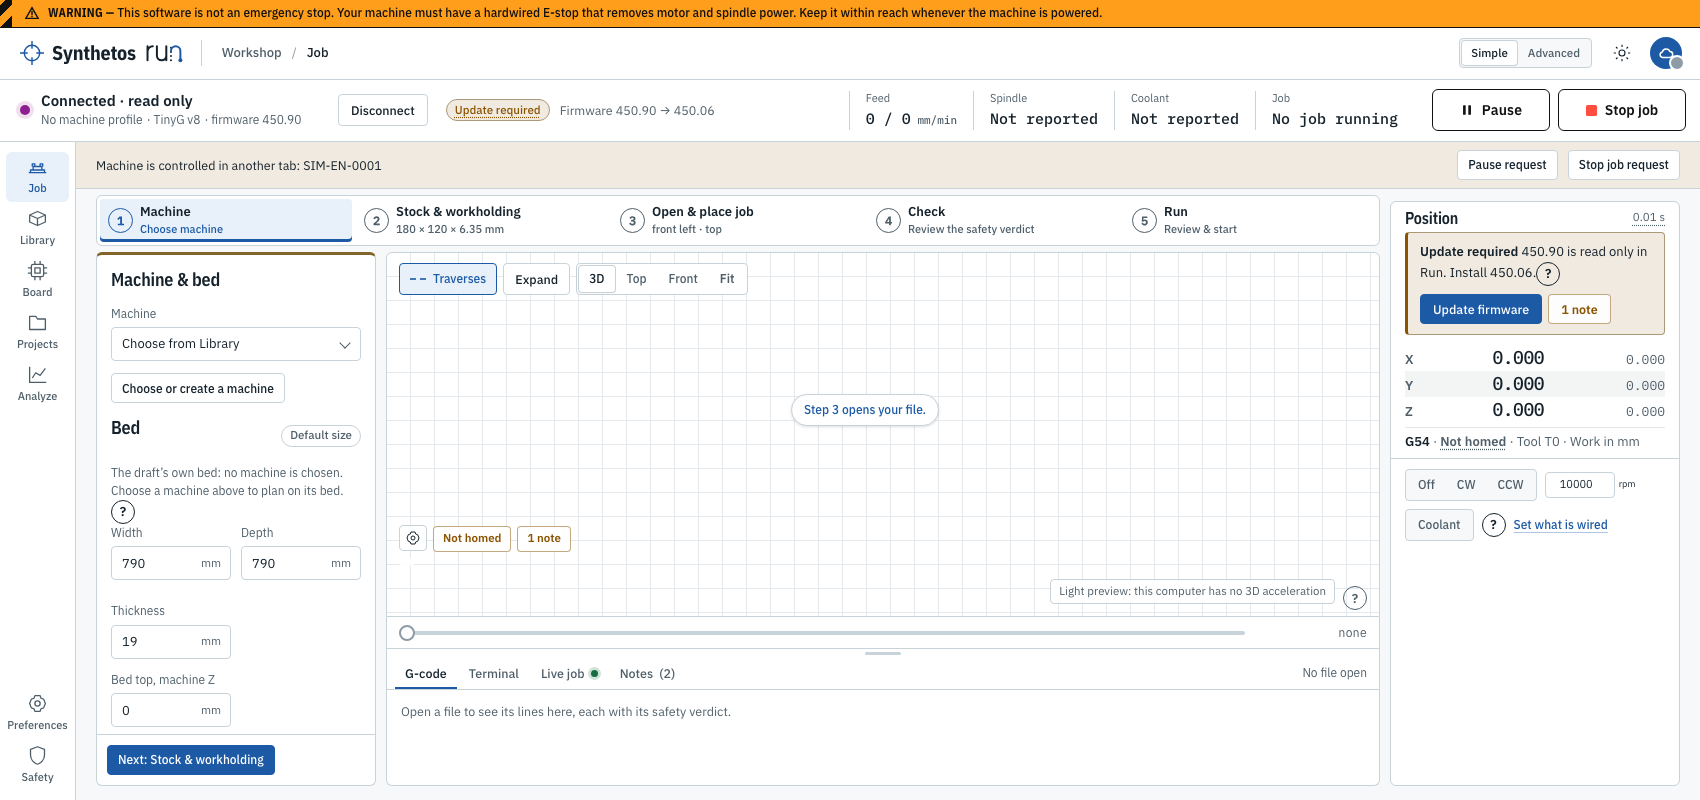 WARNING — This software is not an emergency stop. Your machine must have a hardwired E-stop that removes motor and spindle power. Keep it within reach whenever the machine is powered.
Synthetos run
Workshop / Job
Simple
Advanced
Connected · read only
No machine profile · TinyG v8 · firmware 450.90
Disconnect
Update required
Firmware 450.90 → 450.06
Feed
0 / 0 mm/min
Spindle
Not reported
Coolant
Not reported
Job
No job running
Pause
Stop job
Machine is controlled in another tab: SIM-EN-0001
Pause request
Stop job request
Job
Library
Board
Projects
Analyze
Preferences
Safety
1
Machine
Choose machine
2
Stock & workholding
180 × 120 × 6.35 mm
3
Open & place job
front left · top
4
Check
Review the safety verdict
5
Run
Review & start
Machine & bed
Machine
Choose from Library
Choose or create a machine
Bed
Default size
The draft's own bed: no machine is chosen.
Choose a machine above to plan on its bed.
?
Width
Depth
790 mm
790 mm
Thickness
19 mm
Bed top, machine Z
0 mm
Next: Stock & workholding
Traverses
Expand
3D
Top
Front
Fit
Step 3 opens your file.
Not homed
1 note
Light preview: this computer has no 3D acceleration
?
none
G-code
Terminal
Live job
Notes (2)
No file open
Open a file to see its lines here, each with its safety verdict.
Position
0.01 s
Update required 450.90 is read only in
Run. Install 450.06. ?
Update firmware
1 note
X 0.000 0.000
Y 0.000 0.000
Z 0.000 0.000
G54 · Not homed · Tool T0 · Work in mm
Off
CW
CCW
10000 rpm
Coolant
?
Set what is wired